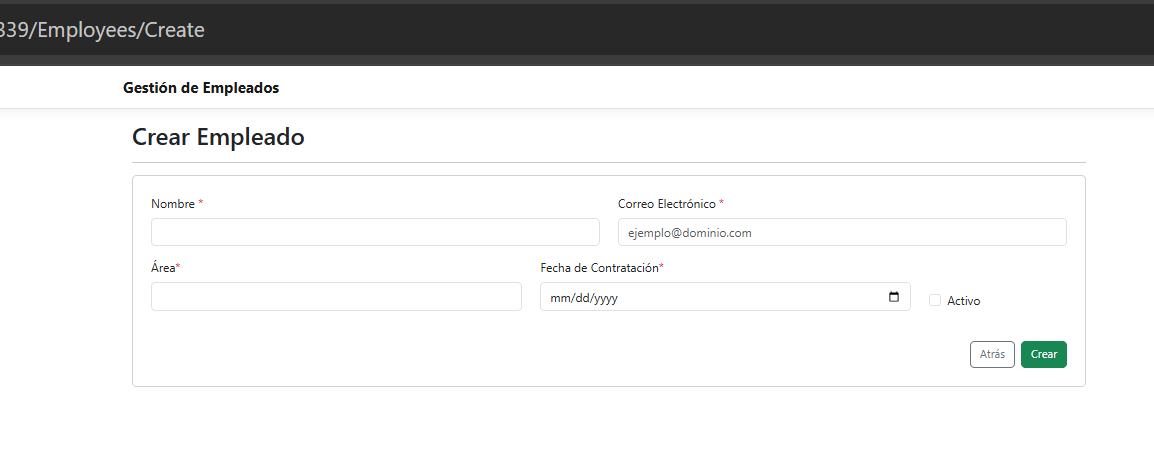 339/Employees/Create
Gestión de Empleados
Crear Empleado
Nombre * Correo Electrónico *
ejemplo@dominio.com
Área* Fecha de Contratación*
mm/dd/yyyy Activo
Atrás Crear